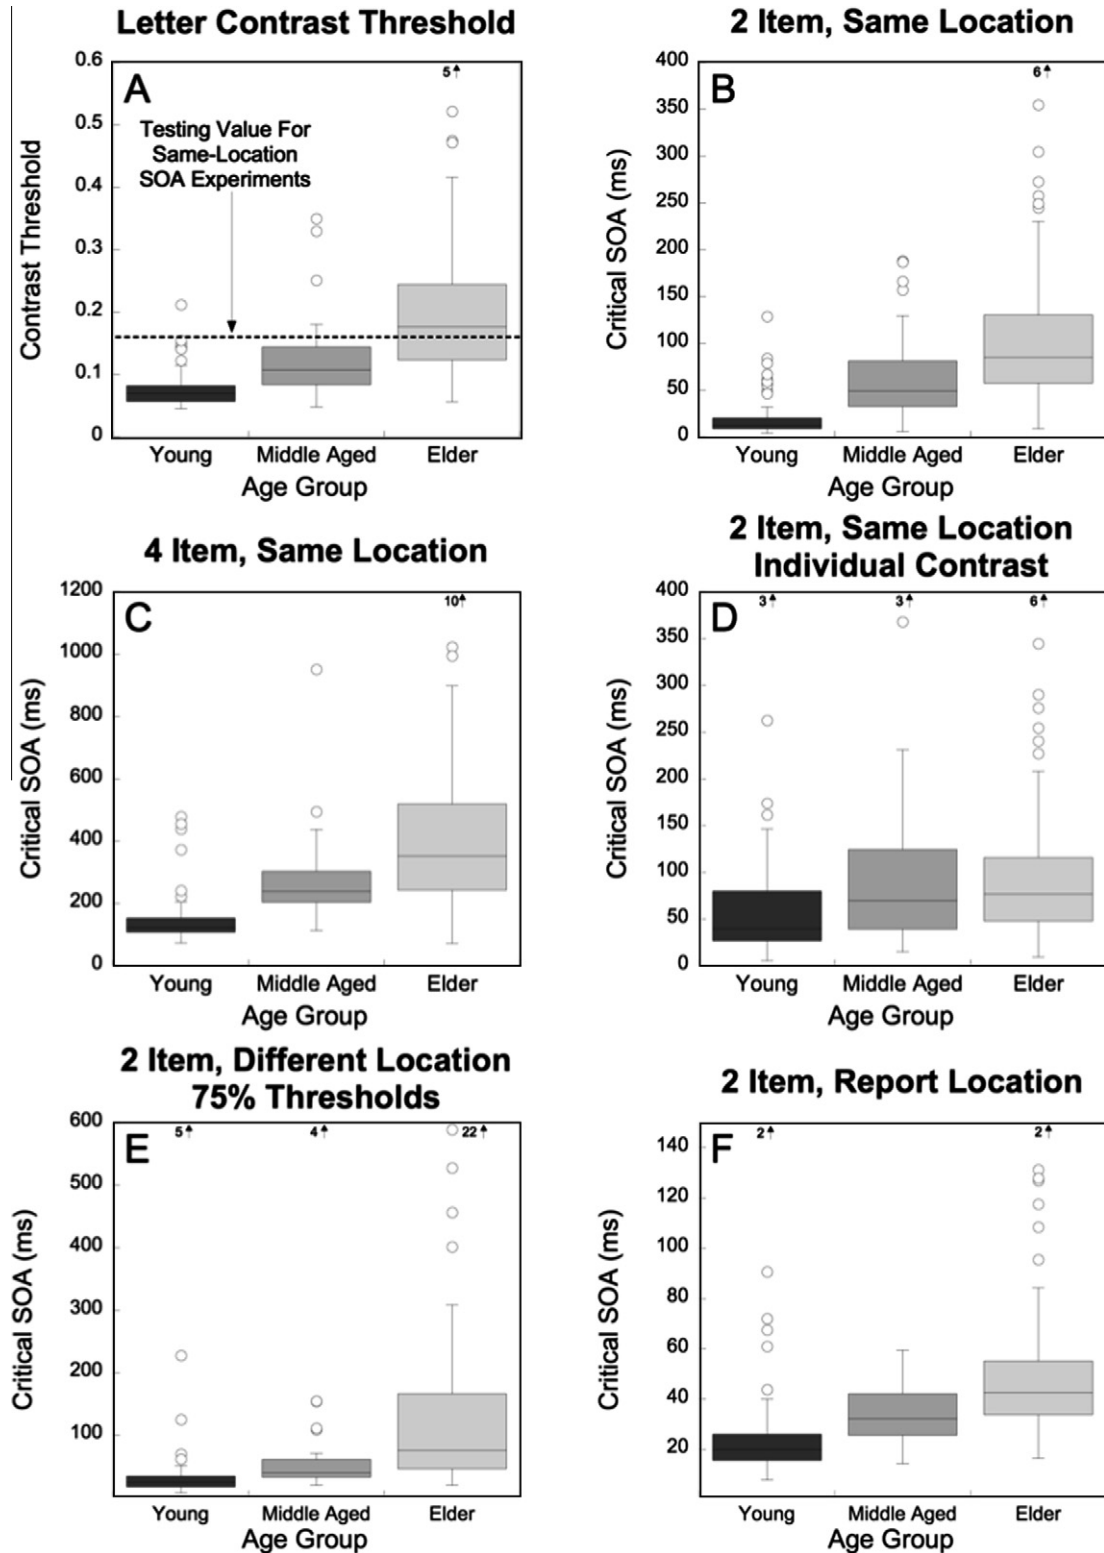 Letter Contrast Threshold
A
0.6
0.5
0.4
0.3
0.2
0.1
0
Contrast Threshold
5
Testing Value For
Same-Location
SOA Experiments
Young Middle Aged Elder
Age Group
2 Item, Same Location
B
400
350
300
250
200
150
100
50
0
Critical SOA (ms)
6
Young Middle Aged Elder
Age Group
4 Item, Same Location
C
1200
1000
800
600
400
200
0
Critical SOA (ms)
10
Young Middle Aged Elder
Age Group
2 Item, Same Location
Individual Contrast
D
400
350
300
250
200
150
100
50
0
Critical SOA (ms)
3 3 6
Young Middle Aged Elder
Age Group
2 Item, Different Location
75% Thresholds
E
600
500
400
300
200
100
Critical SOA (ms)
5 4 22
Young Middle Aged Elder
Age Group
2 Item, Report Location
F
140
120
100
80
60
40
20
Critical SOA (ms)
2 2
Young Middle Aged Elder
Age Group